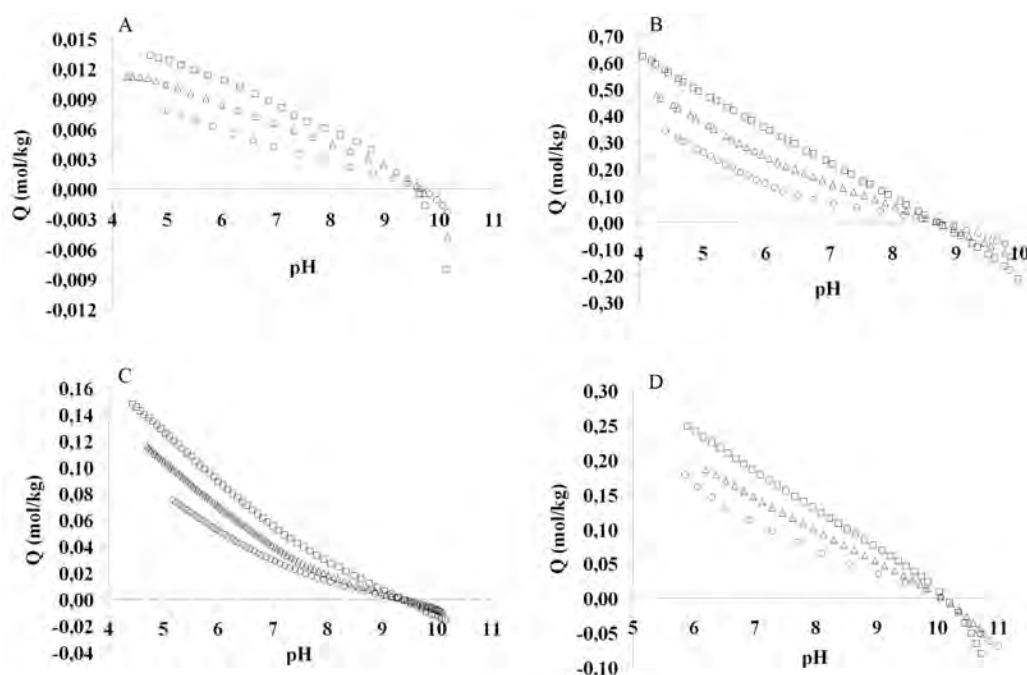 A
Q (mol/kg)
0,015
0,012
0,009
0,006
0,003
0,000
-0,003
-0,006
-0,009
-0,012
4 5 6 7 8 9 10 11
pH
B
Q (mol/kg)
0,70
0,60
0,50
0,40
0,30
0,20
0,10
0,00
-0,10
-0,20
-0,30
4 5 6 7 8 9 10
pH
C
Q (mol/kg)
0,16
0,14
0,12
0,10
0,08
0,06
0,04
0,02
0,00
-0,02
-0,04
4 5 6 7 8 9 10 11
pH
D
Q (mol/kg)
0,30
0,25
0,20
0,15
0,10
0,05
0,00
-0,05
-0,10
5 6 7 8 9 10 11
pH